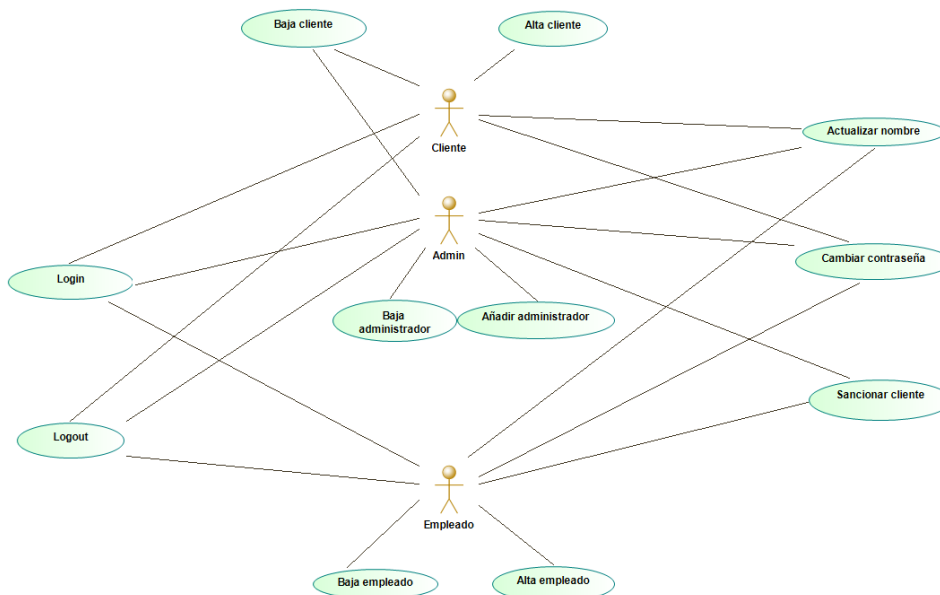 Baja cliente
Alta cliente
Cliente
Actualizar nombre
Admin
Cambiar contraseña
Login
Baja
administrador
Añadir administrador
Sancionar cliente
Logout
Empleado
Baja empleado
Alta empleado